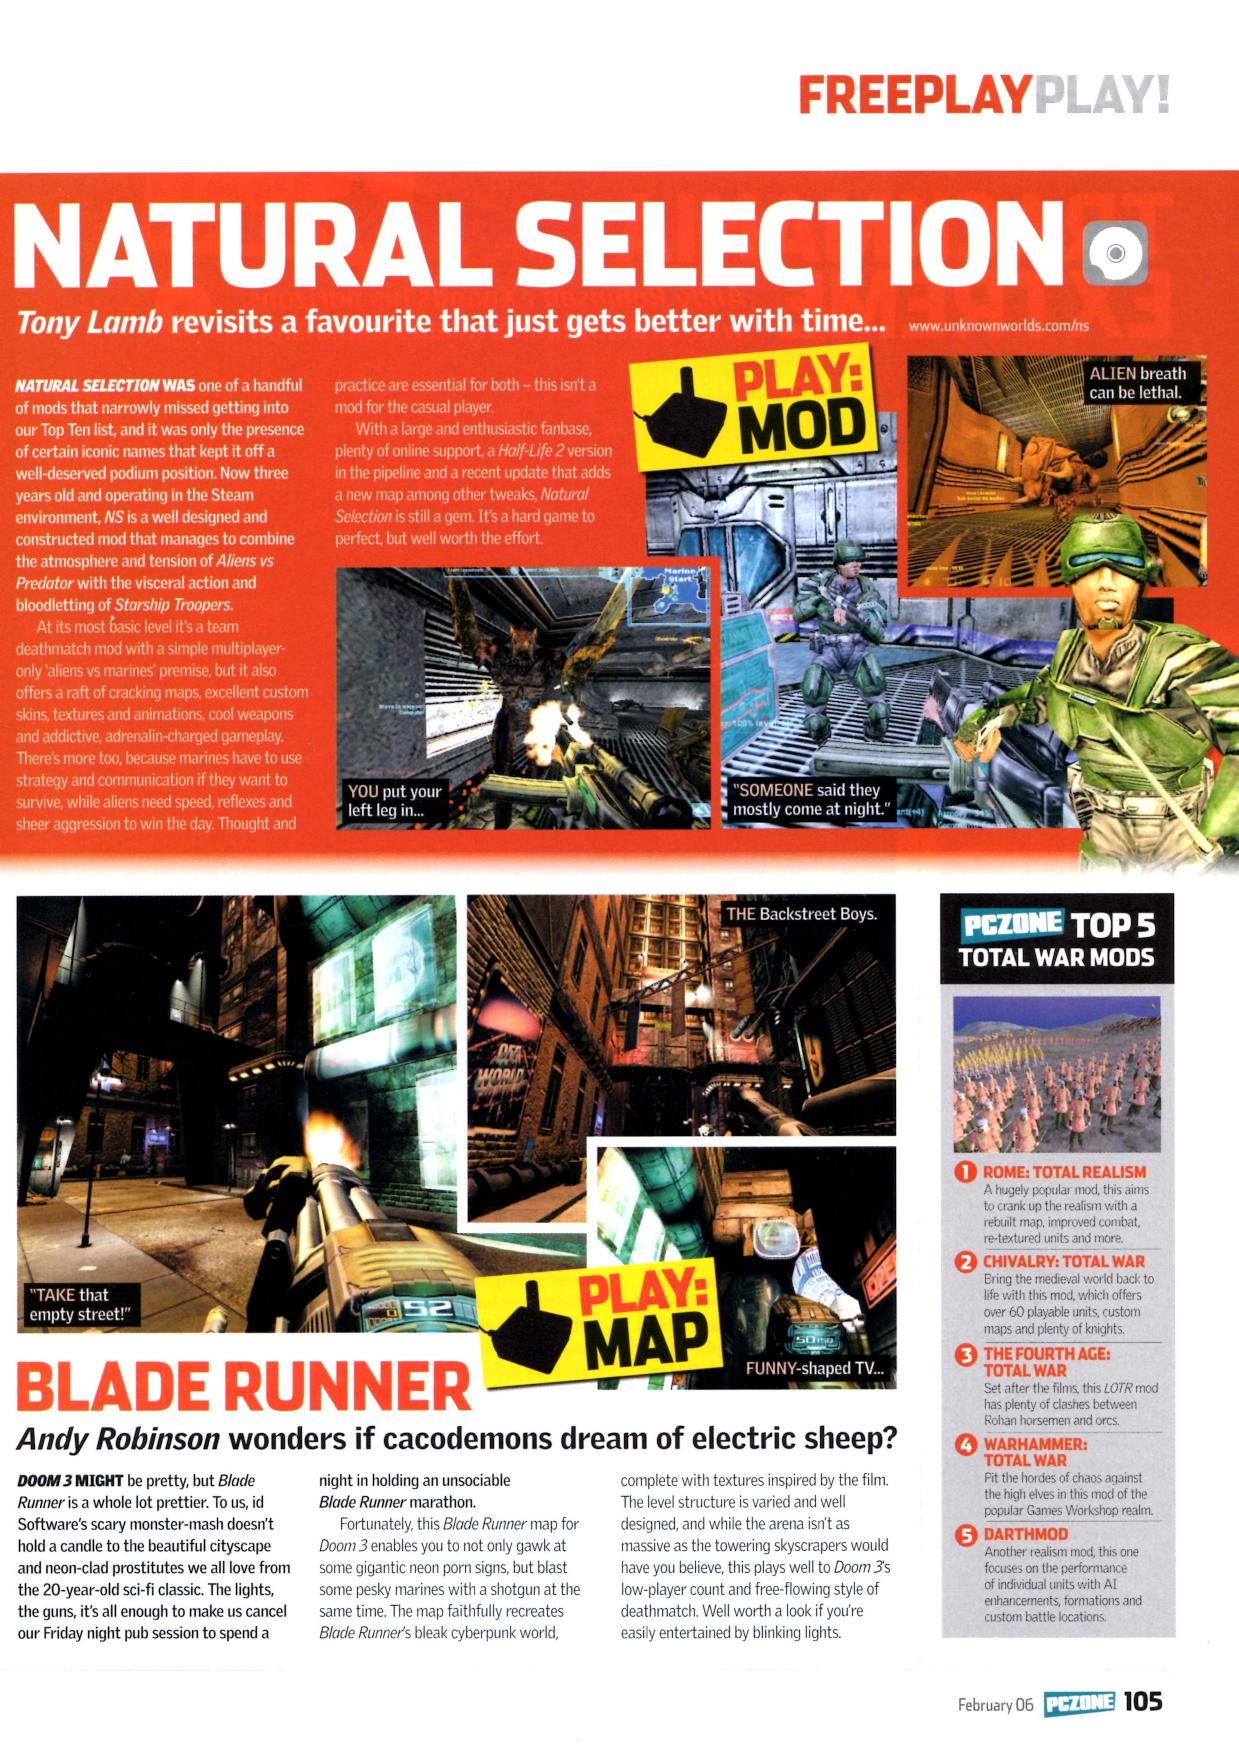 FREEPLAYPLAY!
NATURAL SELECTION
Tony Lamb revisits a favourite that just gets better with time...
www.unknownworlds.com/ns
NATURAL SELECTION WAS one of a handful
of mods that narrowly missed getting into
our Top Ten list, and it was only the presence
of certain iconic names that kept it off a
well-deserved podium position. Now three
years old and operating in the Steam
environment, NS is a well designed and
constructed mod that manages to combine
the atmosphere and tension of Aliens vs
Predator with the visceral action and
bloodletting of Starship Troopers.
At its most basic level it's a team
deathmatch mod with a simple multiplayer-
only 'aliens vs marines' premise, but it also
offers a raft of cracking maps, excellent custom
skins, textures and animations, cool weapons
and addictive, adrenalin-charged gameplay.
There's more too, because marines have to use
strategy and communication if they want to
survive, while aliens need speed, reflexes and
sheer aggression to win the day. Thought and
practice are essential for both – this isn't a
mod for the casual player.
With a large and enthusiastic fanbase,
plenty of online support, a Half-Life 2 version
in the pipeline and a recent update that adds
a new map among other tweaks, Natural
Selection is still a gem. It's a hard game to
perfect, but well worth the effort.
PLAY:
MOD
ALIEN breath
can be lethal.
Marine
Start
YOU put your
left leg in...
"SOMEONE said they
mostly come at night."
"TAKE that
empty street!"
52
THE Backstreet Boys.
WORLD
OPEN
50
FUNNY-shaped TV...
PLAY:
MAP
BLADE RUNNER
Andy Robinson wonders if cacodemons dream of electric sheep?
DOOM 3 MIGHT be pretty, but Blade
Runner is a whole lot prettier. To us, id
Software's scary monster-mash doesn't
hold a candle to the beautiful cityscape
and neon-clad prostitutes we all love from
the 20-year-old sci-fi classic. The lights,
the guns, it's all enough to make us cancel
our Friday night pub session to spend a
night in holding an unsociable
Blade Runner marathon.
Fortunately, this Blade Runner map for
Doom 3 enables you to not only gawk at
some gigantic neon porn signs, but blast
some pesky marines with a shotgun at the
same time. The map faithfully recreates
Blade Runner's bleak cyberpunk world,
complete with textures inspired by the film.
The level structure is varied and well
designed, and while the arena isn't as
massive as the towering skyscrapers would
have you believe, this plays well to Doom 3's
low-player count and free-flowing style of
deathmatch. Well worth a look if you're
easily entertained by blinking lights.
PCZONE TOP 5
TOTAL WAR MODS
1 ROME: TOTAL REALISM
A hugely popular mod, this aims
to crank up the realism with a
rebuilt map, improved combat,
re-textured units and more.
2 CHIVALRY: TOTAL WAR
Bring the medieval world back to
life with this mod, which offers
over 60 playable units, custom
maps and plenty of knights.
3 THE FOURTH AGE:
TOTAL WAR
Set after the films, this LOTR mod
has plenty of clashes between
Rohan horsemen and orcs.
4 WARHAMMER:
TOTAL WAR
Pit the hordes of chaos against
the high elves in this mod of the
popular Games Workshop realm.
5 DARTHMOD
Another realism mod, this one
focuses on the performance
of individual units with AI
enhancements, formations and
custom battle locations.
February 06 PCZONE 105